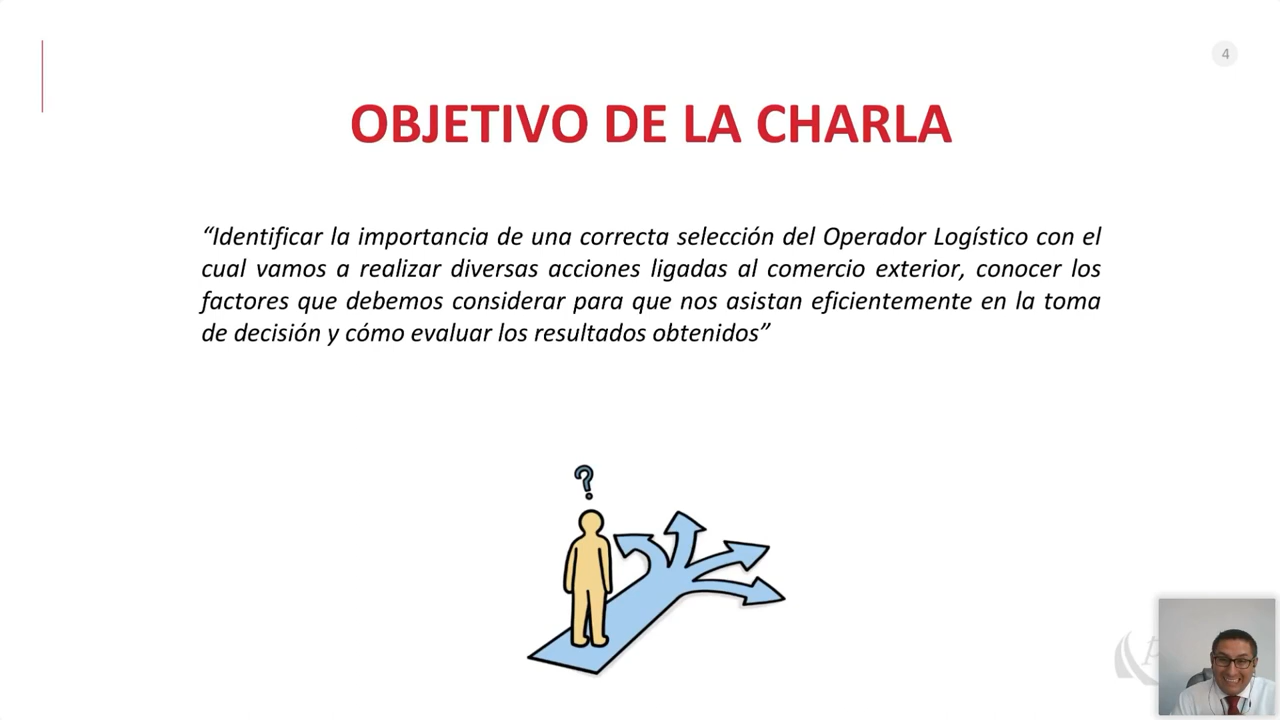 4
OBJETIVO DE LA CHARLA
“Identificar la importancia de una correcta selección del Operador Logístico con el
cual vamos a realizar diversas acciones ligadas al comercio exterior, conocer los
factores que debemos considerar para que nos asistan eficientemente en la toma
de decisión y cómo evaluar los resultados obtenidos”
?